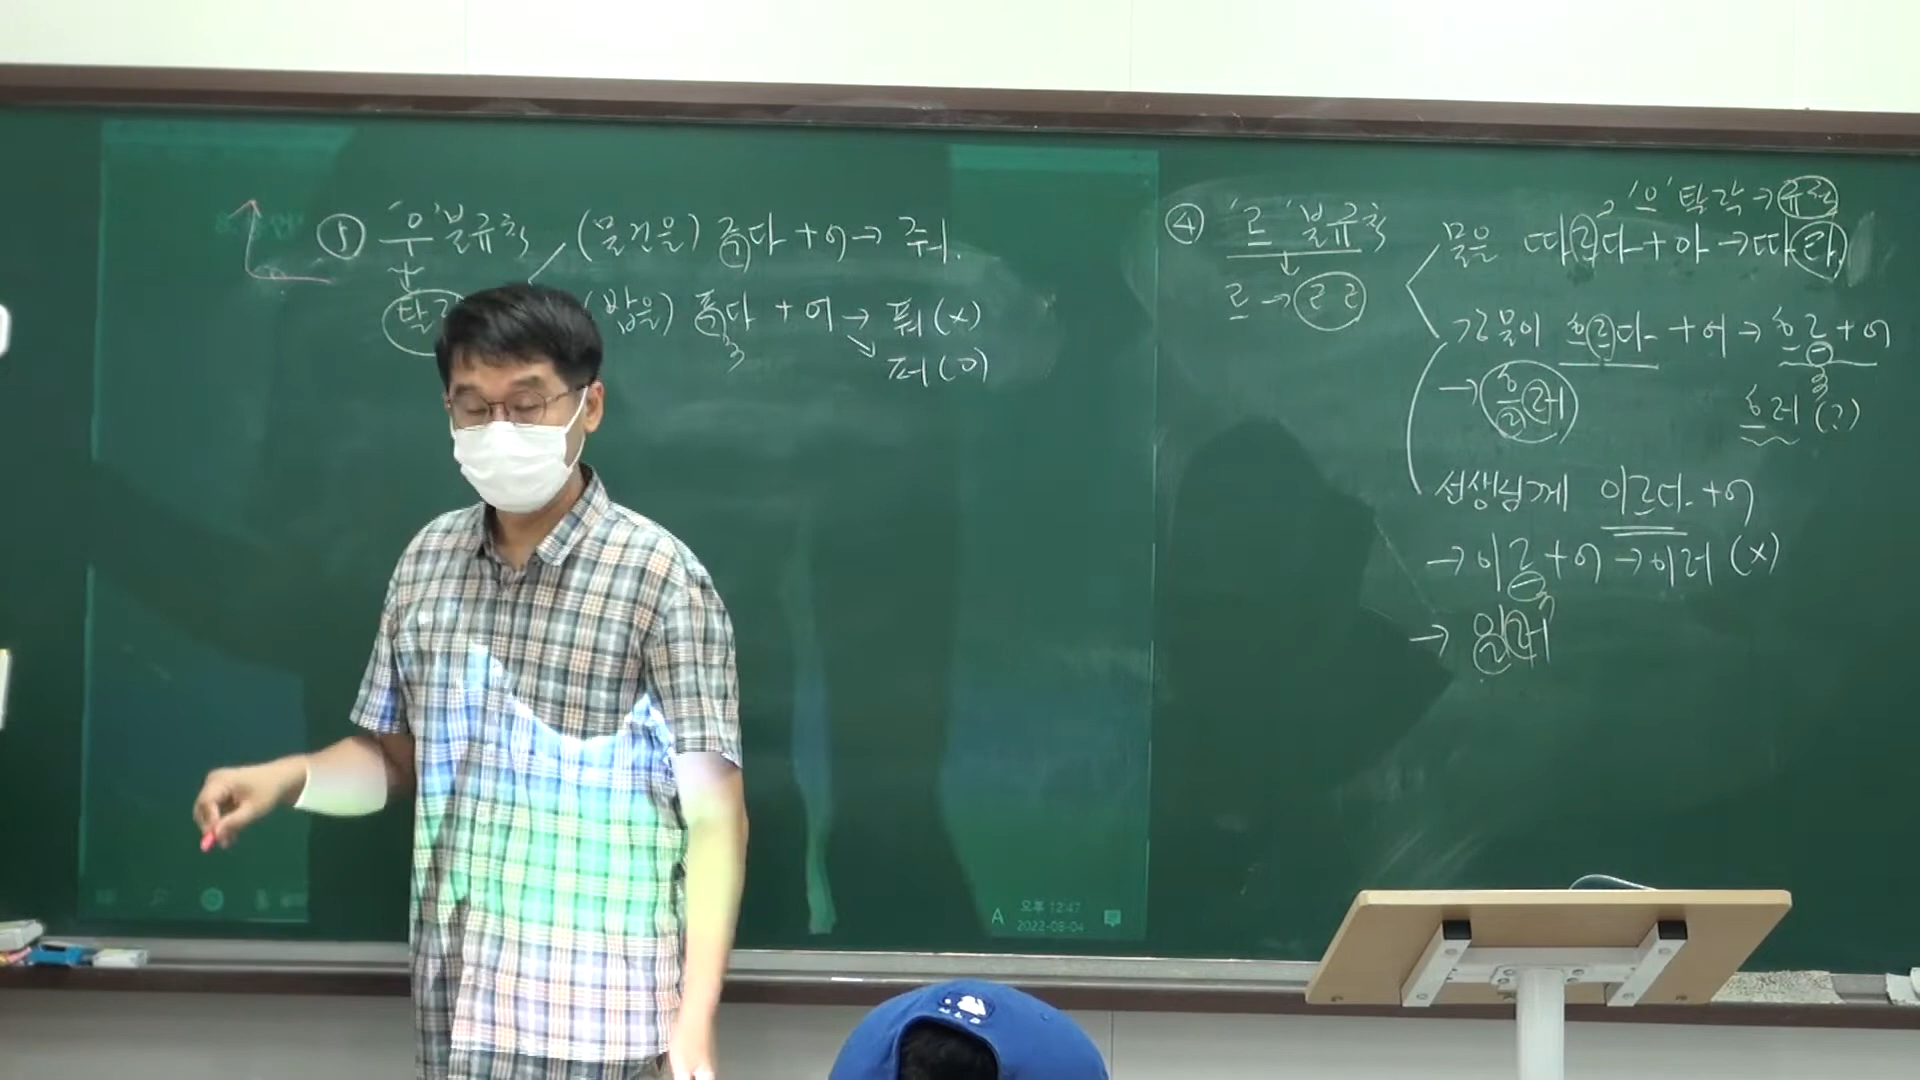 ⑤ '우'불규칙 (물건을) 주다 + 어 → 줘.
↓
탈락 (밥을) 푸다 + 어 → 풔 (x)
↘ 퍼 (o)
④ '르'불규칙
↓
르 → ㄹㄹ
'으' 탈락 → 규칙
물을 따르다 + 아 → 따라,
강물이 흐르다 + 어 → 흐르 + 어
→ 흘러
흐러 (?)
선생님께 이르다 + 어
→ 이르 + 어 → 이러 (x)
→ 일러
A 오후 12:47
2022-08-04